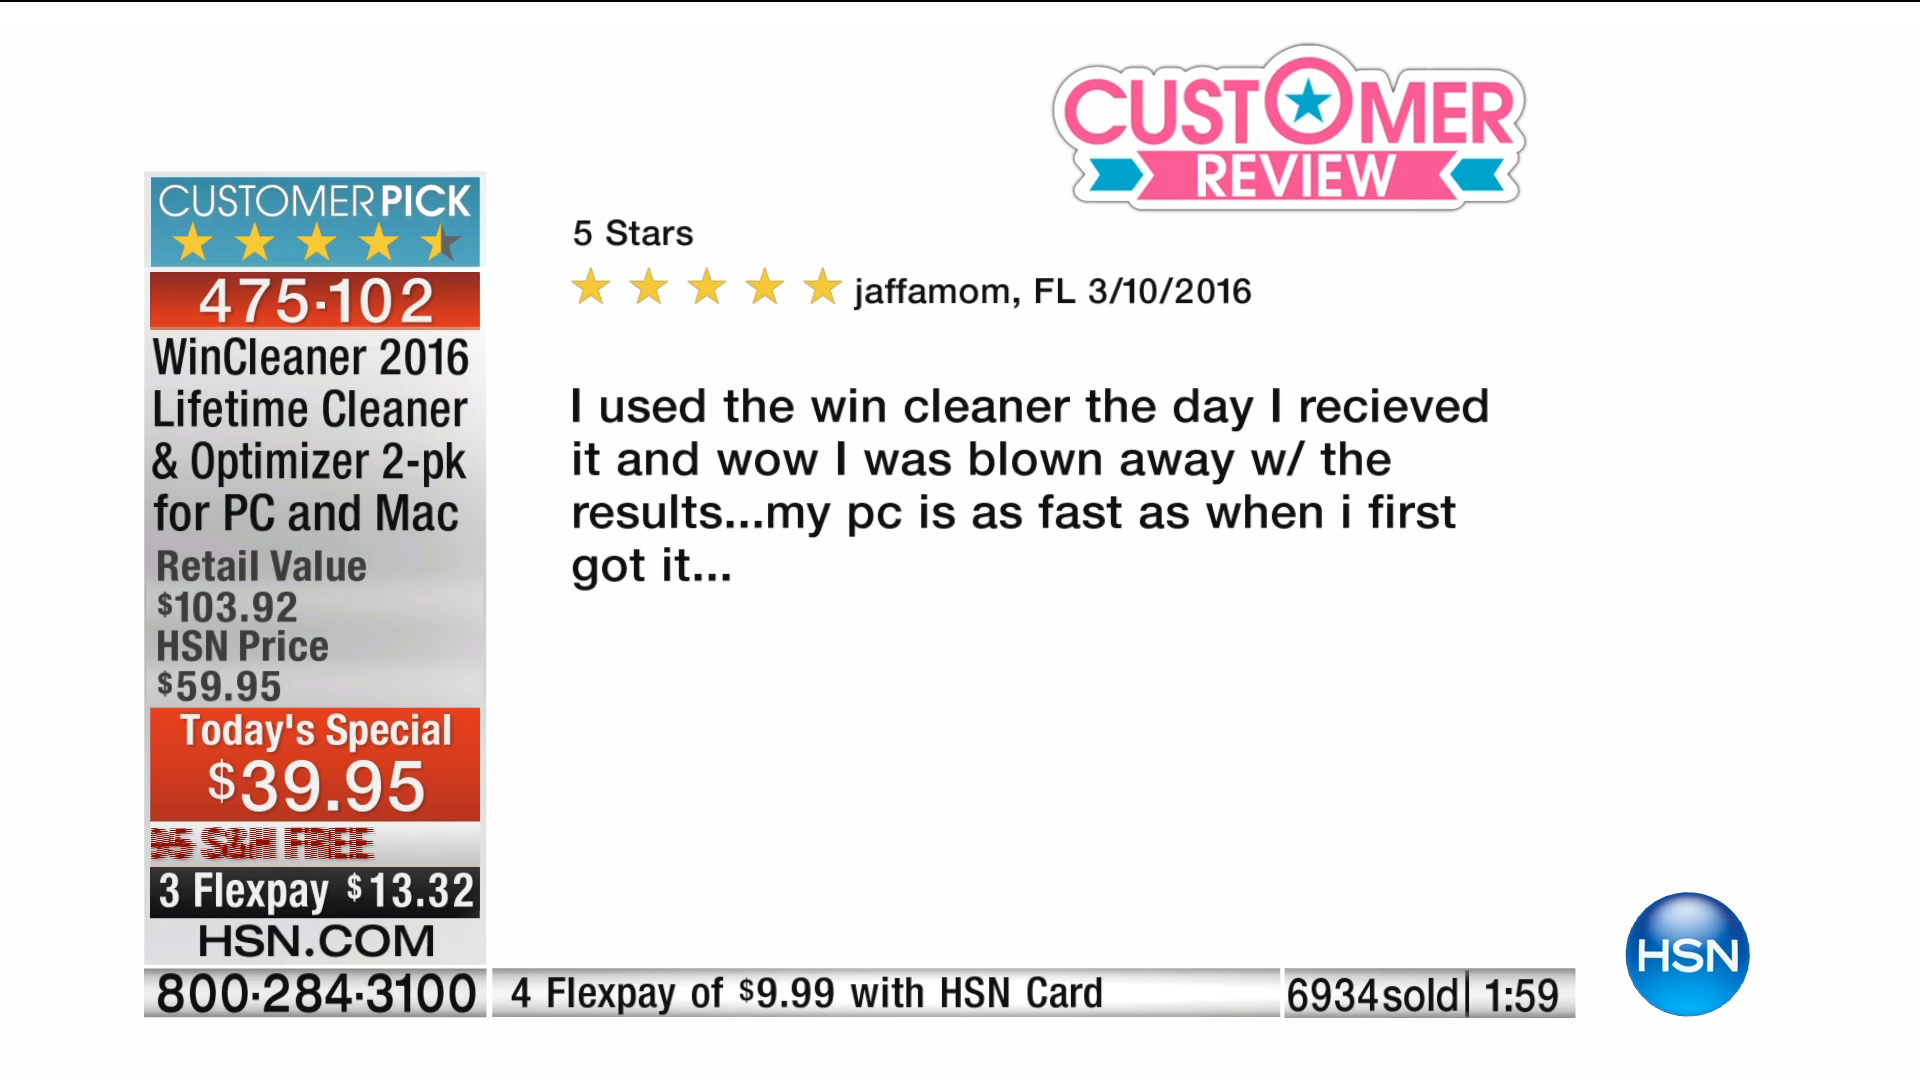 CUSTOMER
REVIEW
CUSTOMER PICK
475·102
WinCleaner 2016
Lifetime Cleaner
& Optimizer 2-pk
for PC and Mac
Retail Value
$103.92
HSN Price
$59.95
Today's Special
$39.95
95 S&H FREE
3 Flexpay $13.32
HSN.COM
800·284·3100
5 Stars
jaffamom, FL 3/10/2016
I used the win cleaner the day I recieved
it and wow I was blown away w/ the
results...my pc is as fast as when i first
got it...
4 Flexpay of $9.99 with HSN Card
6934 sold | 1:59
HSN